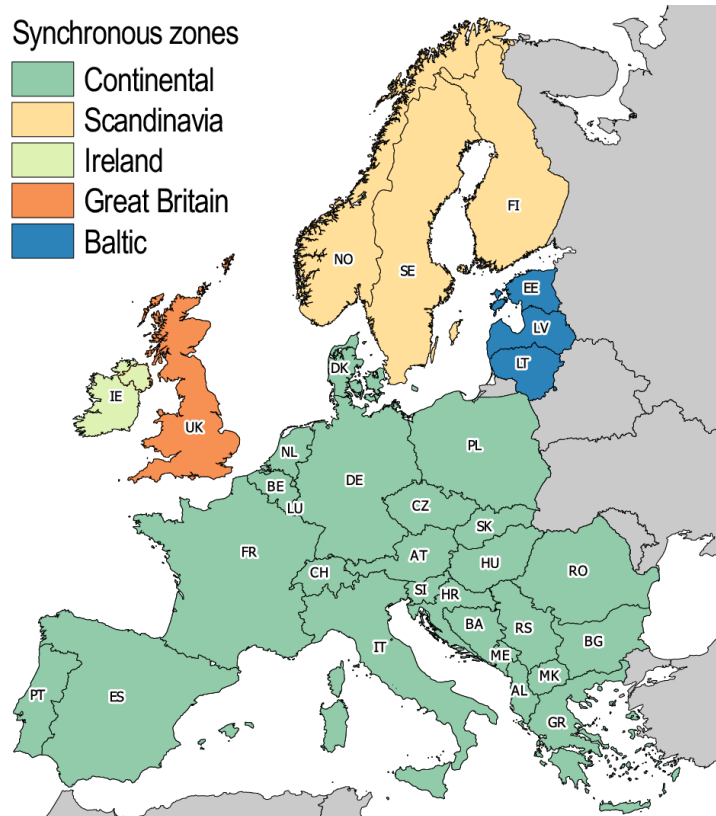 Synchronous zones
Continental
Scandinavia
Ireland
Great Britain
Baltic
FI
NO
SE
EE
LV
LT
DK
IE
UK
NL
PL
BE
DE
LU
CZ
SK
FR
AT
CH
HU
RO
SI
HR
BA
RS
IT
ME
BG
MK
PT
ES
AL
GR